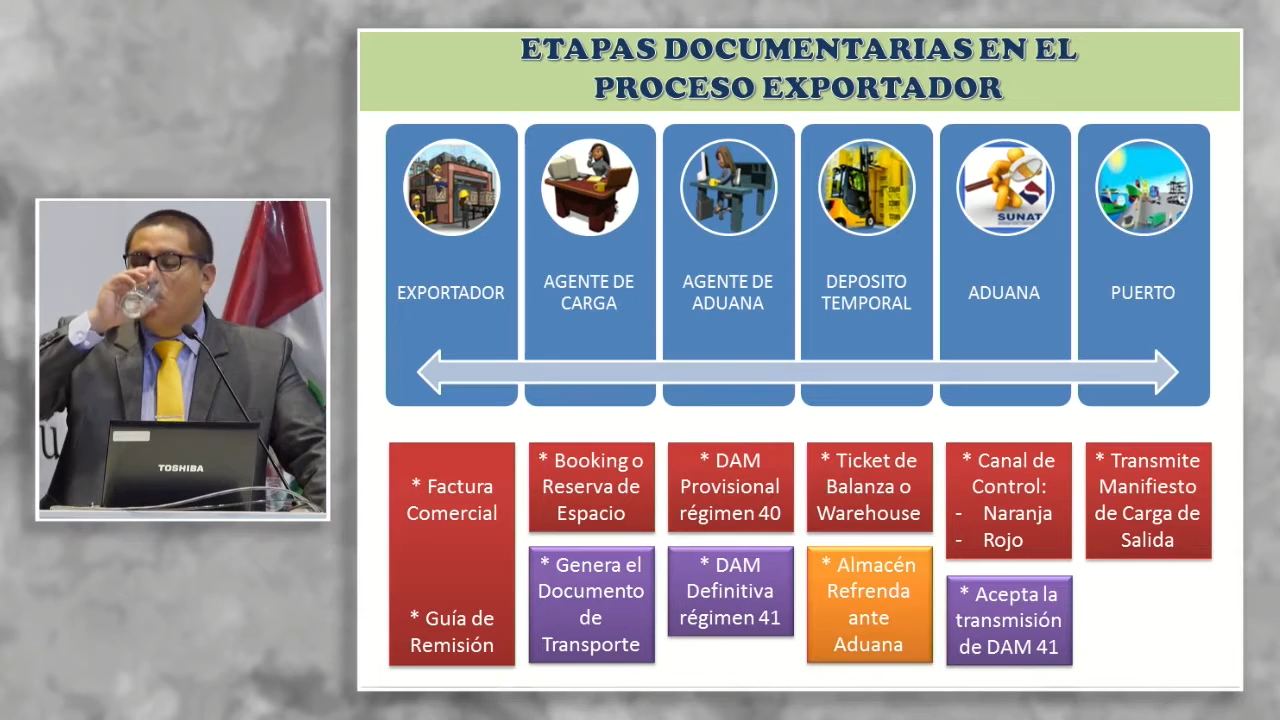 ETAPAS DOCUMENTARIAS EN EL
PROCESO EXPORTADOR
EXPORTADOR
AGENTE DE
CARGA
AGENTE DE
ADUANA
DEPOSITO
TEMPORAL
SUNAT
ADUANA
PUERTO
* Factura
Comercial
* Guía de
Remisión
* Booking o
Reserva de
Espacio
* Genera el
Documento
de
Transporte
* DAM
Provisional
régimen 40
* DAM
Definitiva
régimen 41
* Ticket de
Balanza o
Warehouse
* Almacén
Refrenda
ante
Aduana
* Canal de
Control:
- Naranja
- Rojo
* Acepta la
transmisión
de DAM 41
* Transmite
Manifiesto
de Carga de
Salida
TOSHIBA